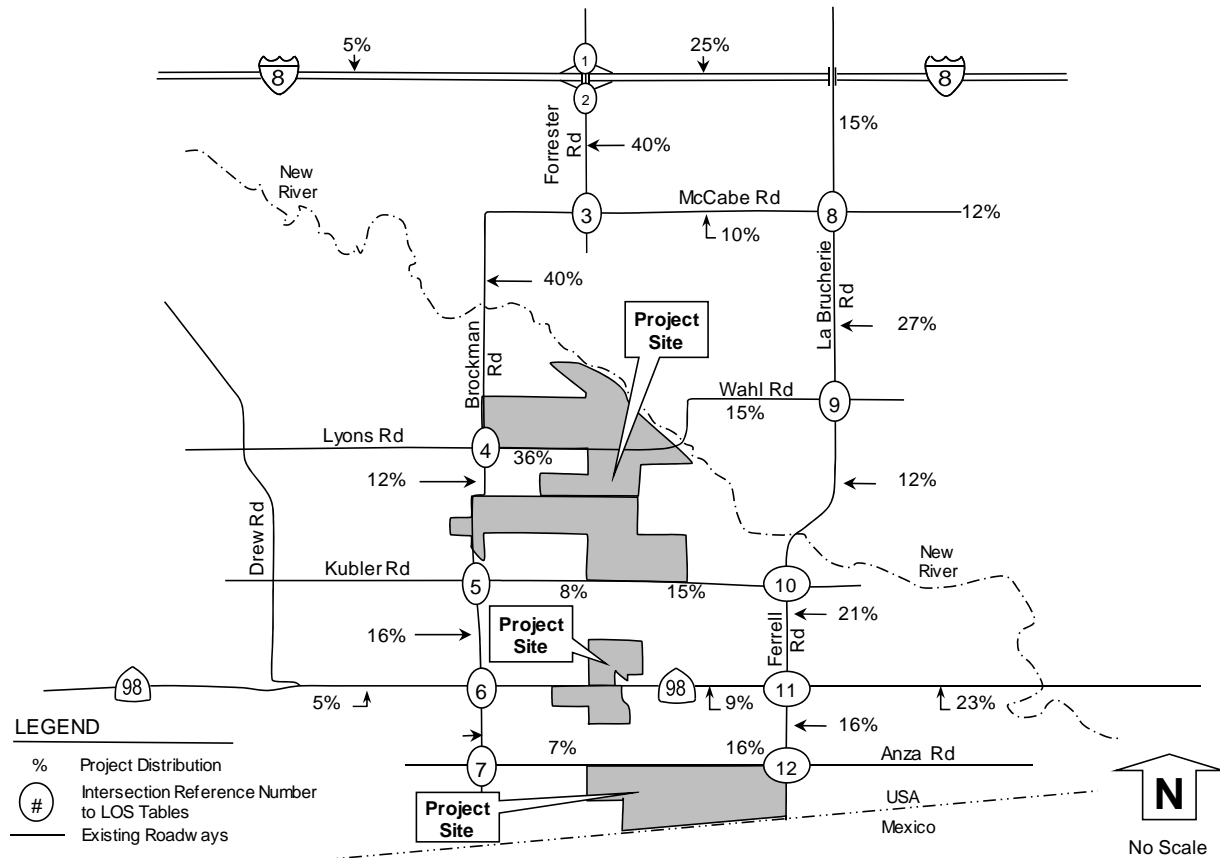 5%
25%
1
8
8
2
15%
Forrester
Rd
40%
New
River
McCabe Rd
3
8
12%
10%
40%
La Brucherie
Rd
Project
Site
27%
Brockman
Rd
Wahl Rd
9
15%
Lyons Rd
4
36%
12%
12%
Drew Rd
New
River
Kubler Rd
5
10
8%
15%
Project
Site
21%
16%
Ferrell
Rd
98
6
98
11
5%
9%
23%
LEGEND
16%
7%
16%
Anza Rd
% Project Distribution
7
12
# Intersection Reference Number
to LOS Tables
Existing Roadways
Project
Site
USA
Mexico
N
No Scale